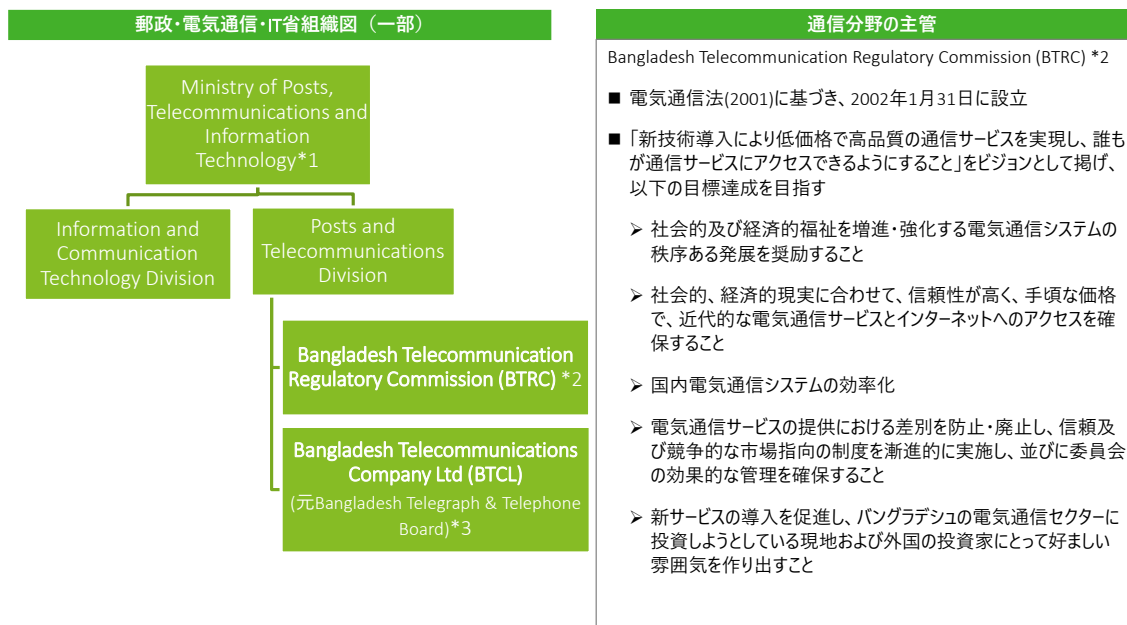 郵政・電気通信・IT省組織図（一部）
Ministry of Posts,
Telecommunications and
Information
Technology*1
Information and
Communication
Technology Division
Posts and
Telecommunications
Division
Bangladesh Telecommunication
Regulatory Commission (BTRC) *2
Bangladesh Telecommunications
Company Ltd (BTCL)
(元Bangladesh Telegraph & Telephone
Board)*3
通信分野の主管
Bangladesh Telecommunication Regulatory Commission (BTRC) *2
■ 電気通信法(2001)に基づき、2002年1月31日に設立
■ 「新技術導入により低価格で高品質の通信サービスを実現し、誰も
が通信サービスにアクセスできるようにすること」をビジョンとして掲げ、
以下の目標達成を目指す
➢ 社会的及び経済的福祉を増進・強化する電気通信システムの
秩序ある発展を奨励すること
➢ 社会的、経済的現実に合わせて、信頼性が高く、手頃な価格
で、近代的な電気通信サービスとインターネットへのアクセスを確
保すること
➢ 国内電気通信システムの効率化
➢ 電気通信サービスの提供における差別を防止・廃止し、信頼及
び競争的な市場指向の制度を漸進的に実施し、並びに委員会
の効果的な管理を確保すること
➢ 新サービスの導入を促進し、バングラデシュの電気通信セクターに
投資しようとしている現地および外国の投資家にとって好ましい
雰囲気を作り出すこと